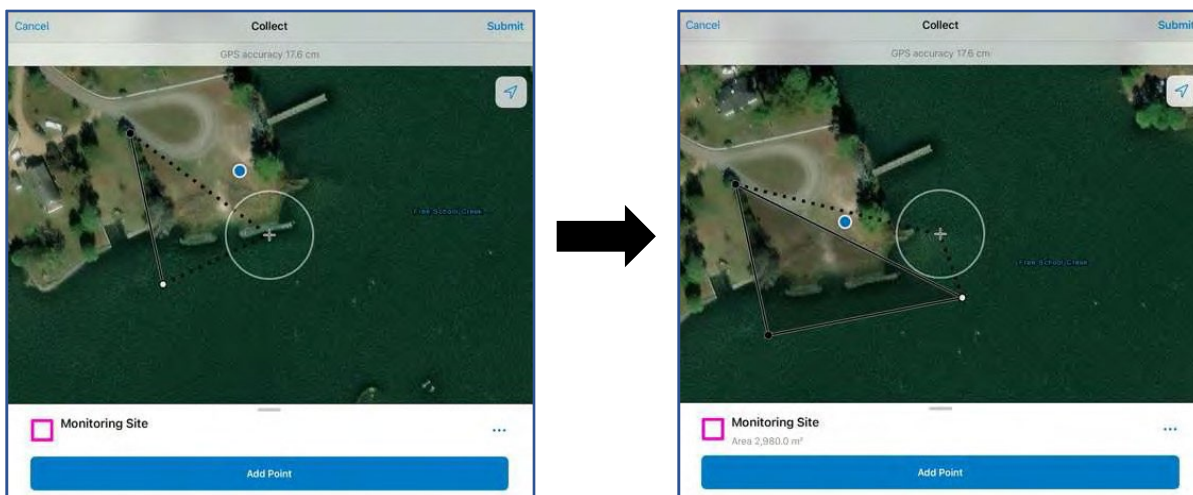 Cancel Collect Submit
GPS accuracy 17.6 cm
Free School Creek
Monitoring Site
Add Point
Cancel Collect Submit
GPS accuracy 17.6 cm
Free School Creek
Monitoring Site
Area 2,980.0 m²
Add Point